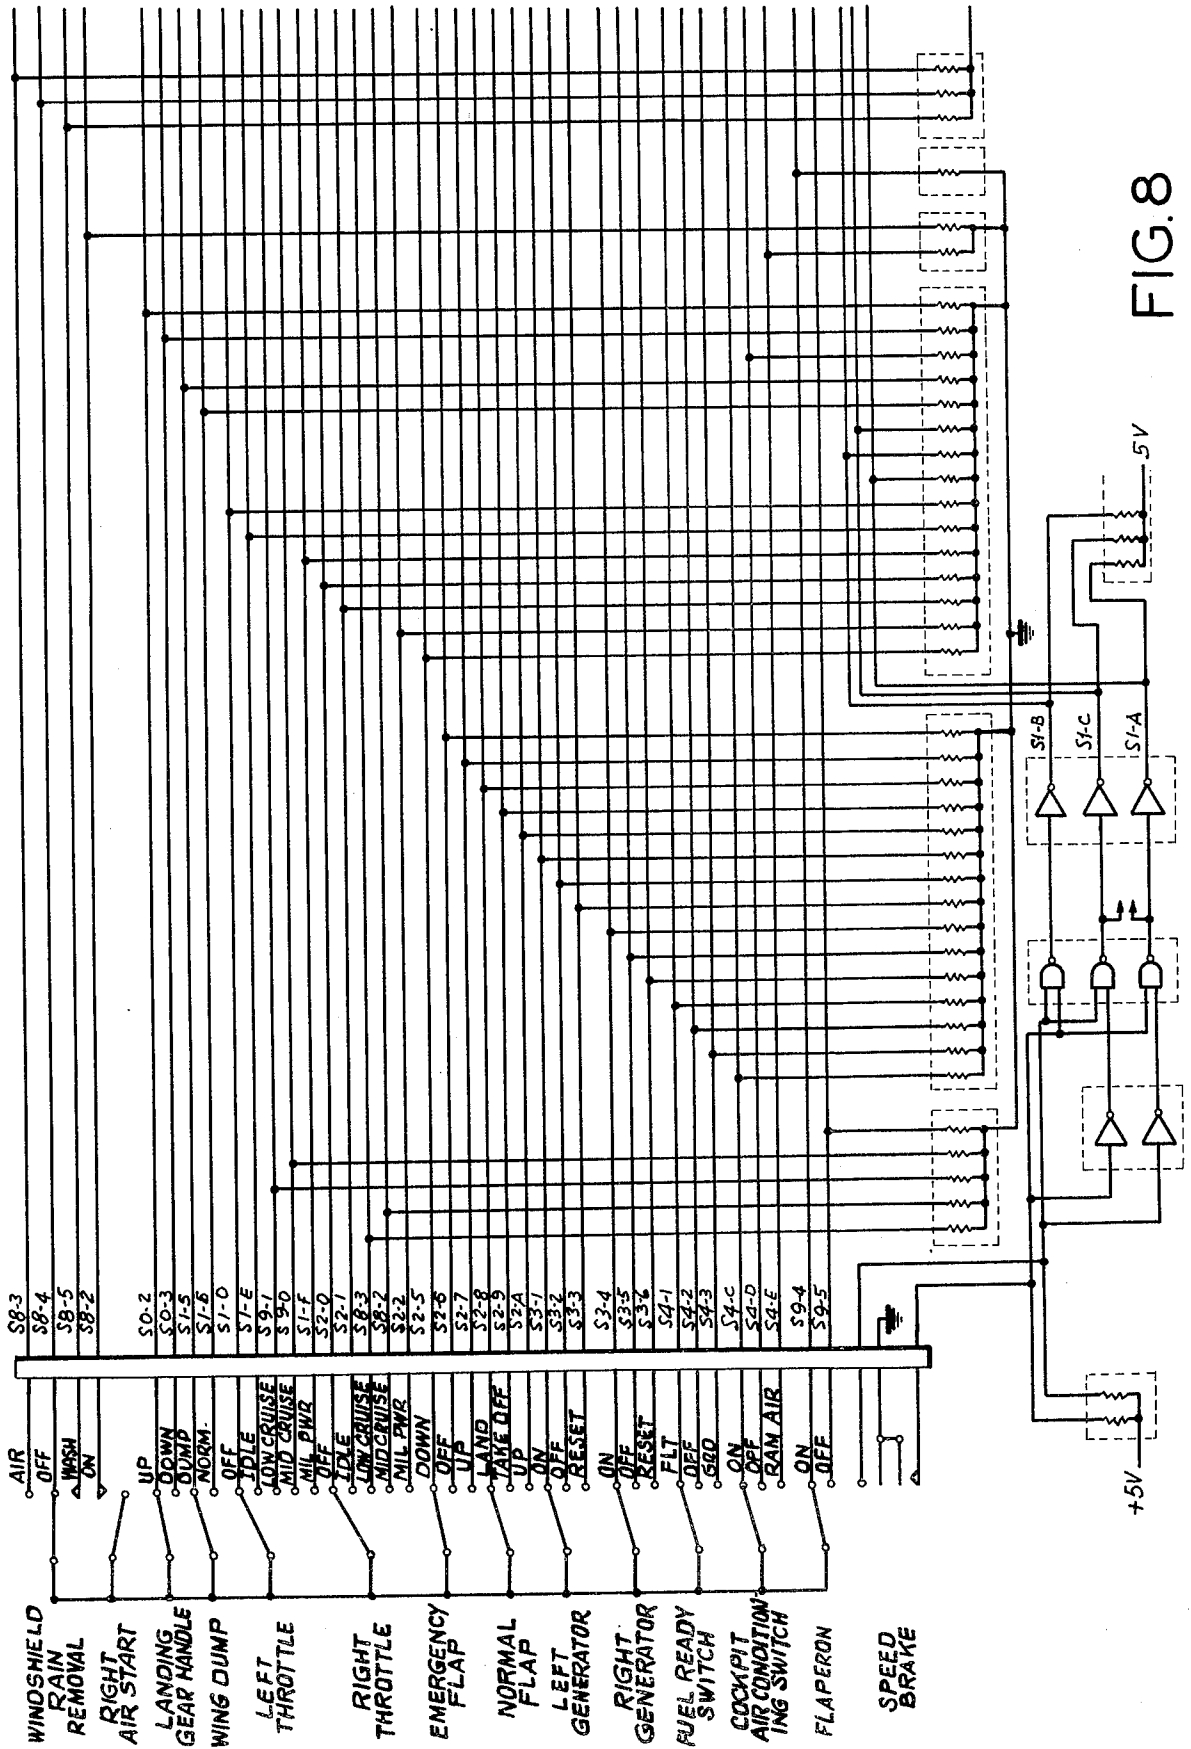 WINDSHIELD
RAIN
REMOVAL
RIGHT
AIR START
LANDING
GEAR HANDLE
WING DUMP
LEFT
THROTTLE
RIGHT
THROTTLE
EMERGENCY
FLAP
NORMAL
FLAP
LEFT
GENERATOR
RIGHT
GENERATOR
FUEL READY
SWITCH
COCKPIT
AIR CONDITION-
ING SWITCH
FLAPERON
SPEED
BRAKE
AIR
OFF
WASH
ON
UP
DOWN
DUMP
NORM.
OFF
IDLE
LOW CRUISE
MID CRUISE
MIL PWR
OFF
IDLE
LOW CRUISE
MID CRUISE
MIL PWR
DOWN
OFF
UP
LAND
TAKE OFF
UP
ON
OFF
RESET
ON
OFF
RESET
FLT
OFF
GRD
ON
OFF
RAM AIR
ON
OFF
S8-3
S8-4
S8-5
S8-2
S0-2
S0-3
S1-5
S1-6
S1-D
S1-E
S9-1
S9-0
S1-F
S2-0
S2-1
S8-3
S8-2
S2-2
S2-5
S2-6
S2-7
S2-8
S2-9
S2-A
S3-1
S3-2
S3-3
S3-4
S3-5
S3-6
S4-1
S4-2
S4-3
S4-C
S4-D
S4-E
S9-4
S9-5
+5V
S1-B
S1-C
S1-A
5V
FIG. 8